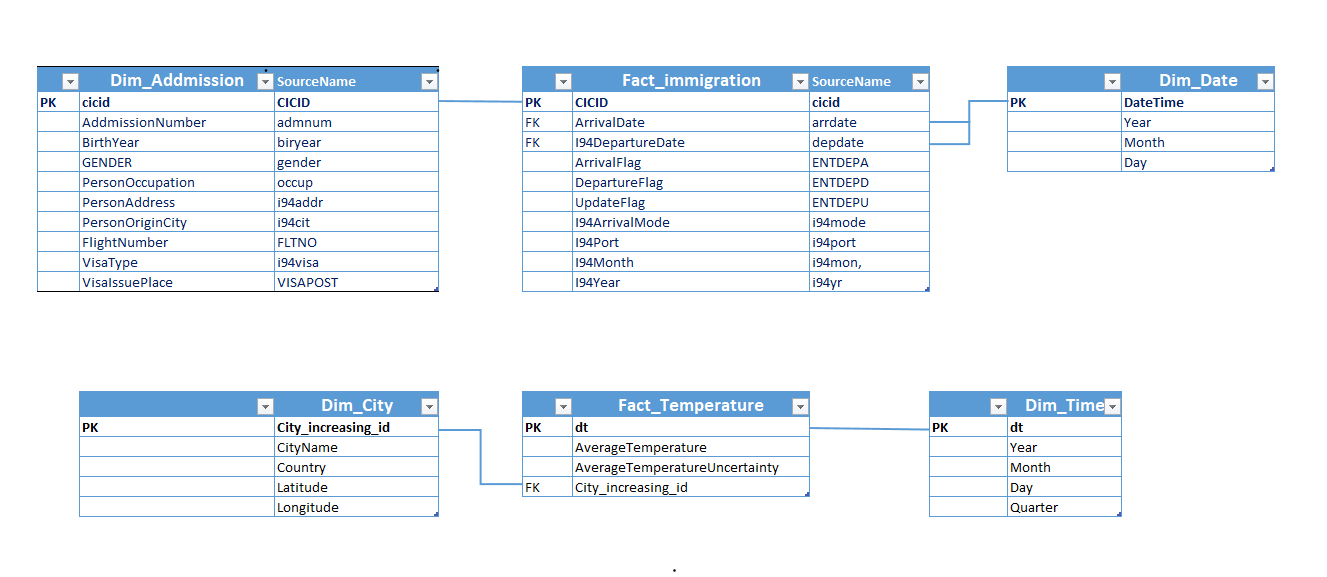 Dim_Addmission SourceName
PK cicid CICID
AddmissionNumber admnum
BirthYear biryear
GENDER gender
PersonOccupation occup
PersonAddress i94addr
PersonOriginCity i94cit
FlightNumber FLTNO
VisaType i94visa
VisaIssuePlace VISAPOST
Fact_immigration SourceName
PK CICID cicid
FK ArrivalDate arrdate
FK I94DepartureDate depdate
ArrivalFlag ENTDEPA
DepartureFlag ENTDEPD
UpdateFlag ENTDEPU
I94ArrivalMode i94mode
I94Port i94port
I94Month i94mon,
I94Year i94yr
Dim_Date
PK DateTime
Year
Month
Day
Dim_City
PK City_increasing_id
CityName
Country
Latitude
Longitude
Fact_Temperature
PK dt
AverageTemperature
AverageTemperatureUncertainty
FK City_increasing_id
Dim_Time
PK dt
Year
Month
Day
Quarter